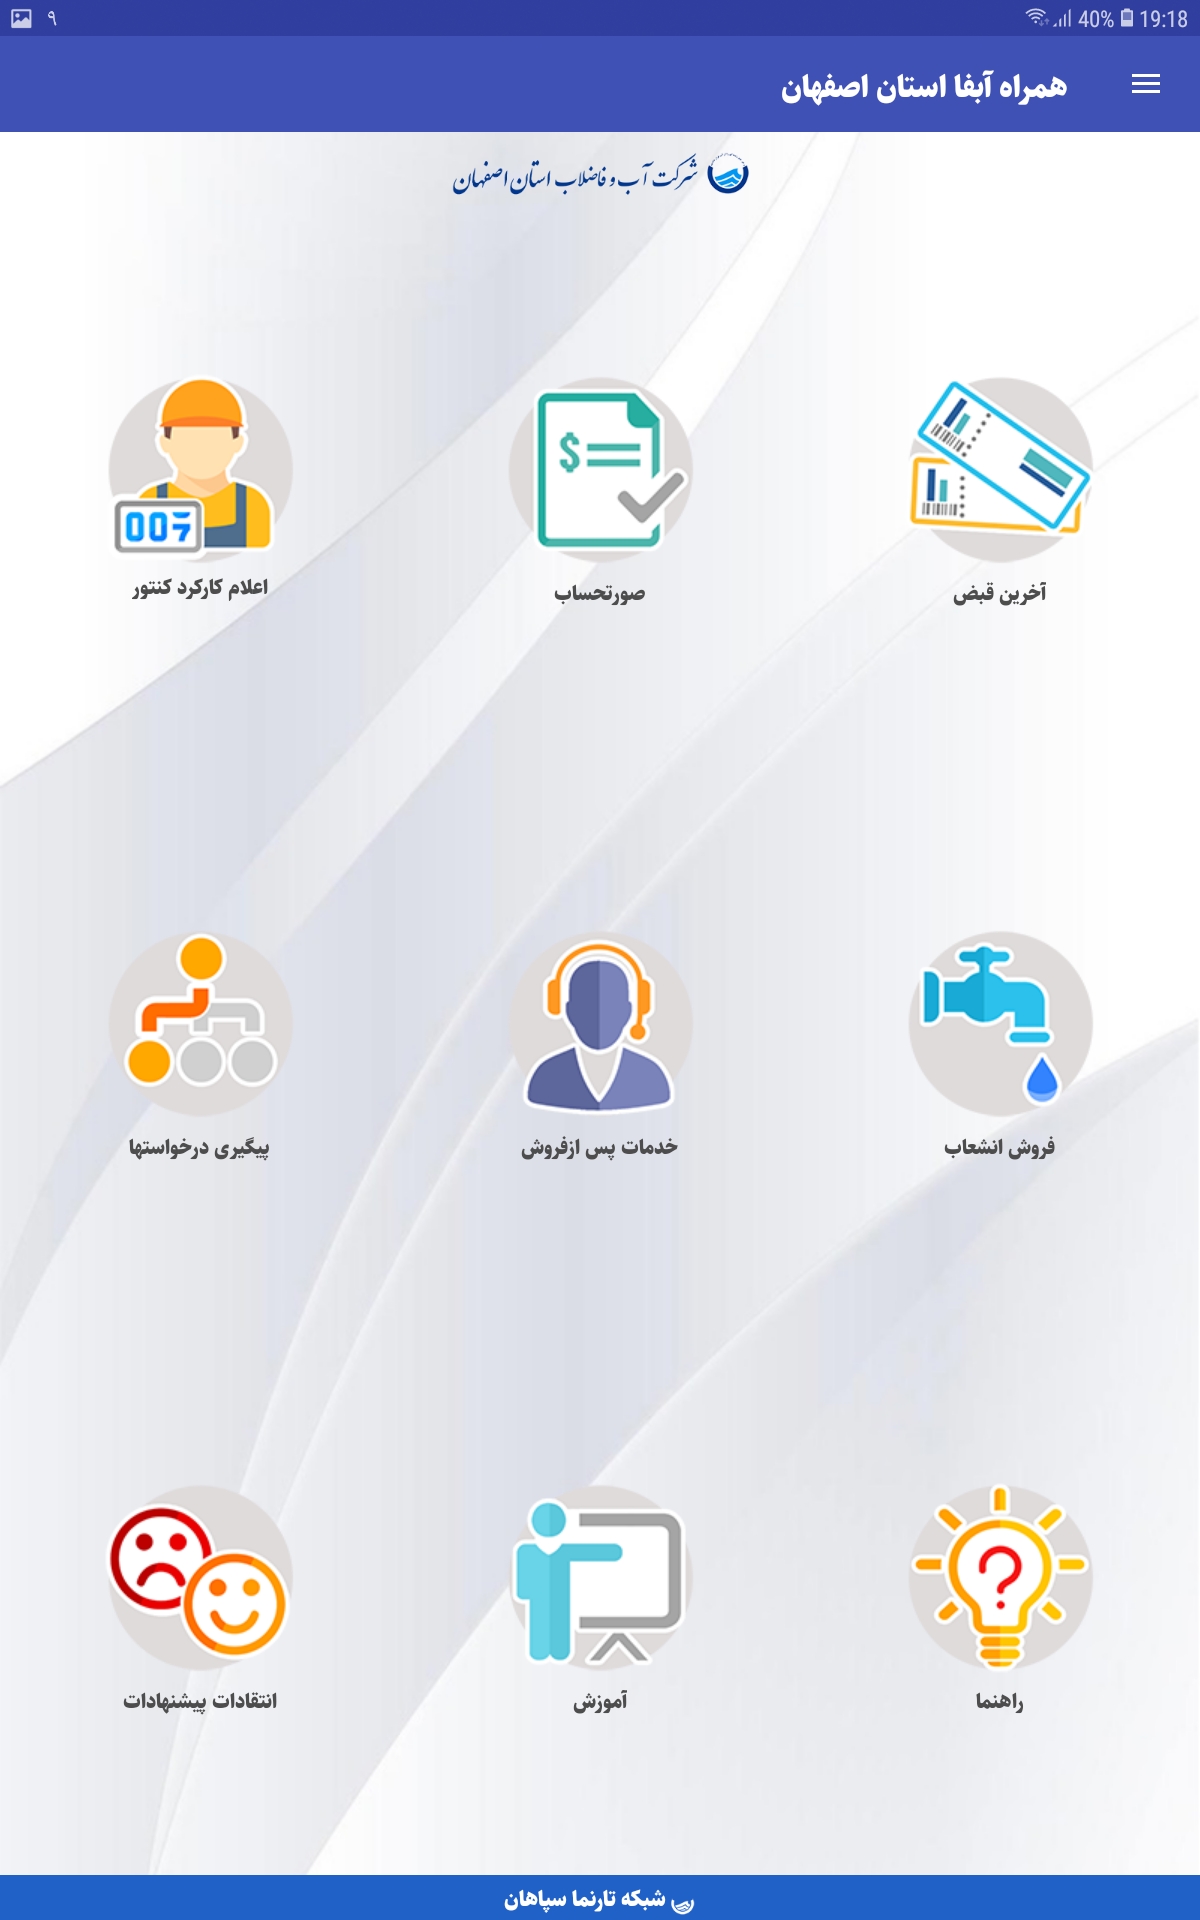 ۹ 40% 19:18
همراه آبفا استان اصفهان
شرکت آب و فاضلاب استان اصفهان
آخرین قبض
صورتحساب
اعلام کارکرد کنتور
$
007
فروش انشعاب
خدمات پس ازفروش
پیگیری درخواستها
?
راهنما
آموزش
انتقادات پیشنهادات
شبکه تارنما سپاهان